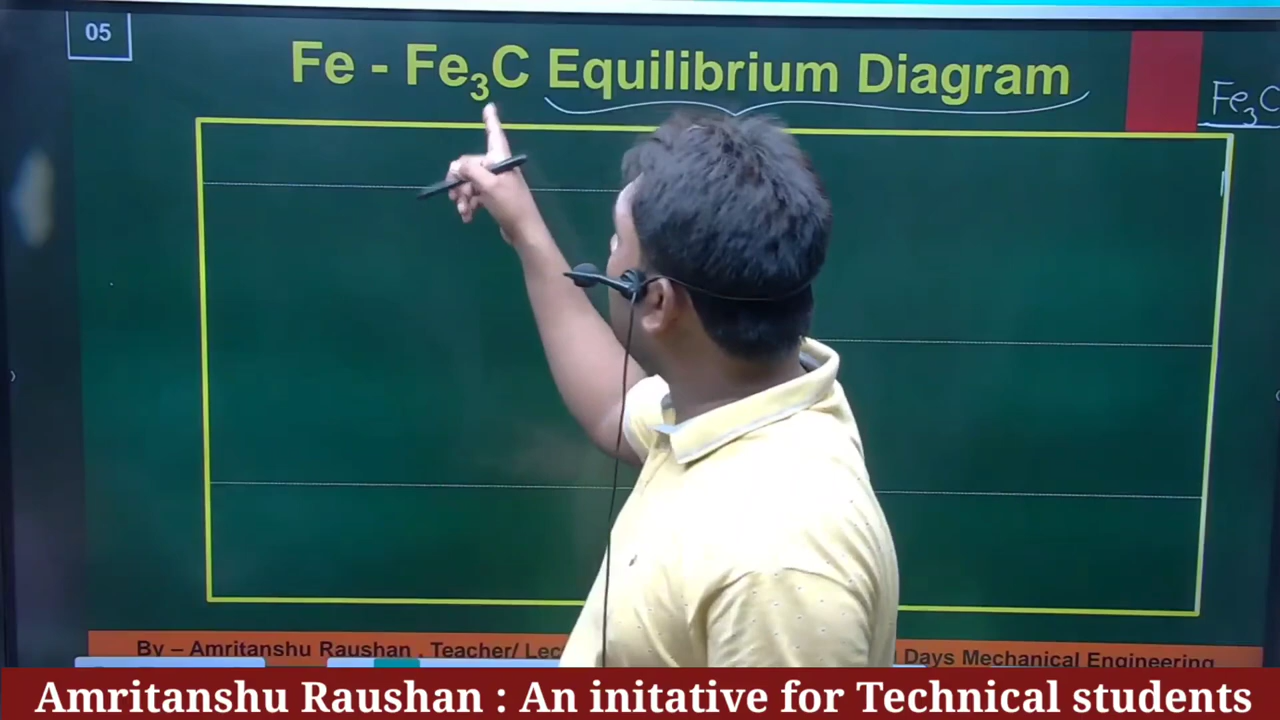 05
Fe - Fe₃C Equilibrium Diagram
Fe₃C
By – Amritanshu Raushan , Teacher/ Lec
Days Mechanical Engineering
Amritanshu Raushan : An initative for Technical students